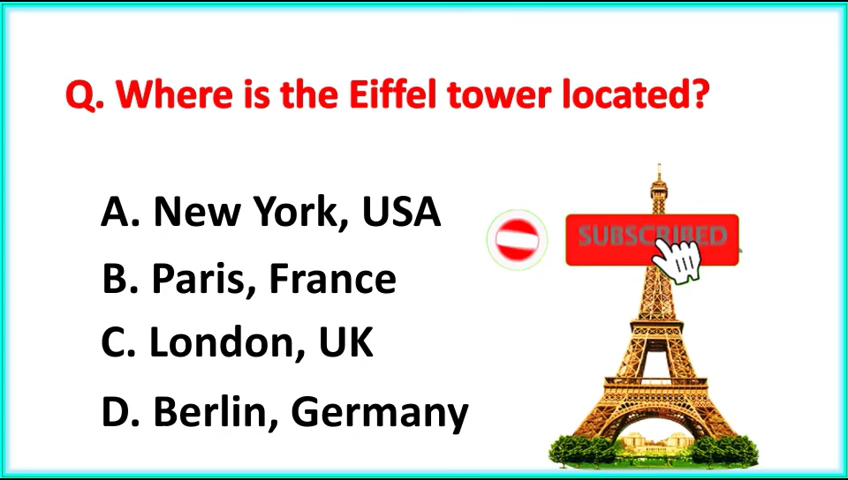 Q. Where is the Eiffel tower located?
A. New York, USA
SUBSCRIBED
B. Paris, France
C. London, UK
D. Berlin, Germany